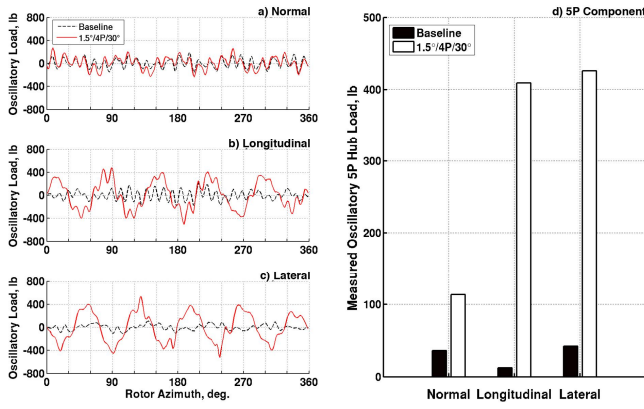 a) Normal
Oscillatory Load, lb
800
400
0
-400
-800
Baseline
1.5°/4P/30°
0
90
180
270
360
b) Longitudinal
Oscillatory Load, lb
800
400
0
-400
-800
0
90
180
270
360
c) Lateral
Oscillatory Load, lb
800
400
0
-400
-800
0
90
180
270
360
Rotor Azimuth, deg.
d) 5P Component
Measured Oscillatory 5P Hub Load, lb
500
400
300
200
100
0
Baseline
1.5°/4P/30°
Normal Longitudinal Lateral